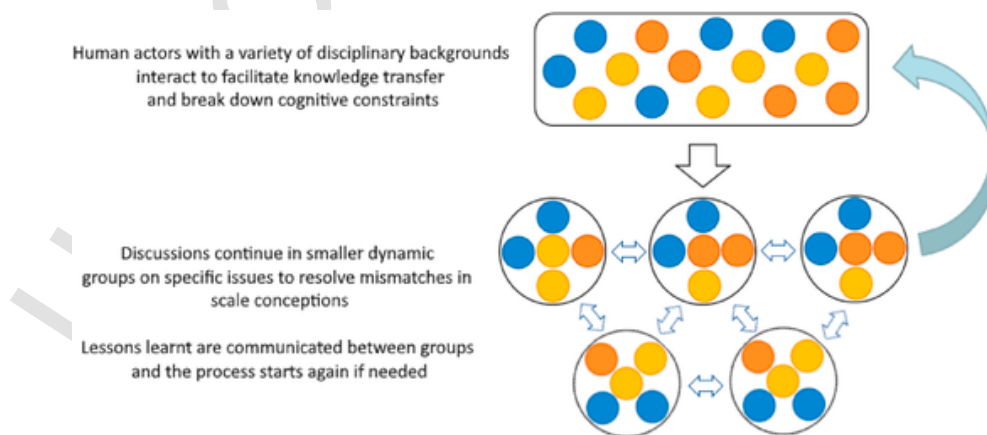 Human actors with a variety of disciplinary backgrounds
interact to facilitate knowledge transfer
and break down cognitive constraints
Discussions continue in smaller dynamic
groups on specific issues to resolve mismatches in
scale conceptions
Lessons learnt are communicated between groups
and the process starts again if needed